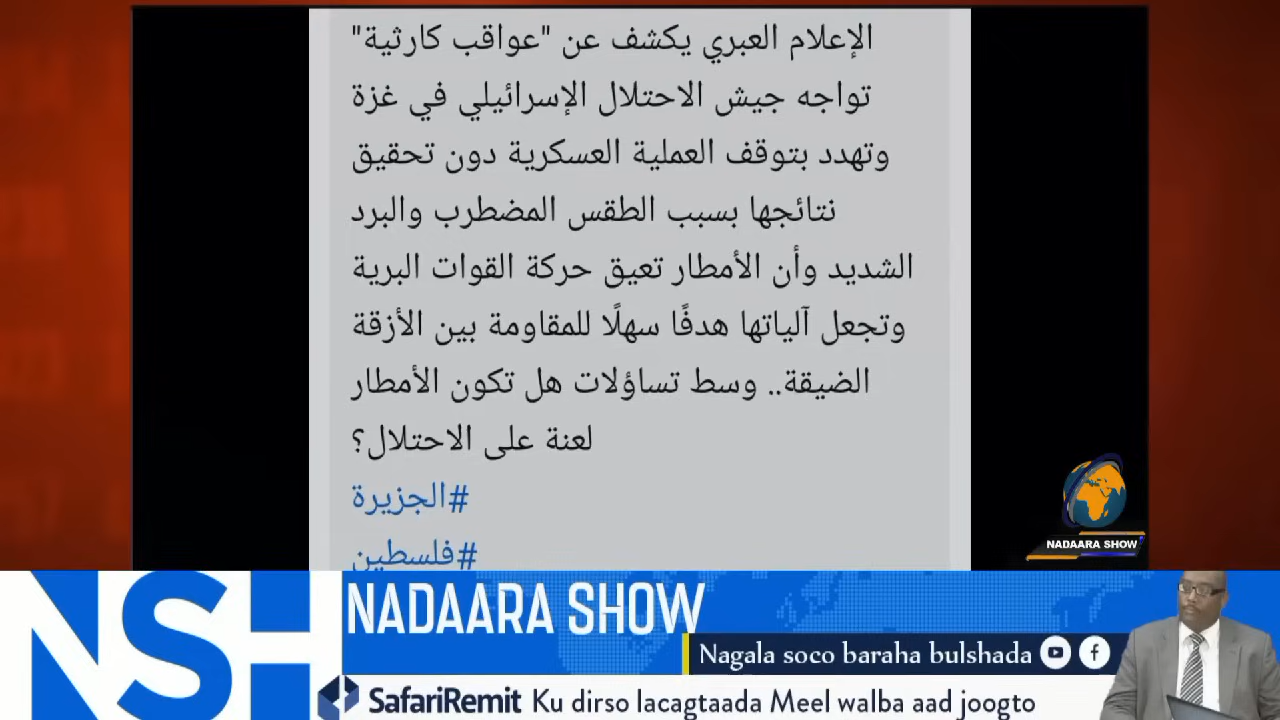 الإعلام العبري يكشف عن "عواقب كارثية"
تواجه جيش الاحتلال الإسرائيلي في غزة
وتهدد بتوقف العملية العسكرية دون تحقيق
نتائجها بسبب الطقس المضطرب والبرد
الشديد وأن الأمطار تعيق حركة القوات البرية
وتجعل آلياتها هدفًا سهلًا للمقاومة بين الأزقة
الضيقة.. وسط تساؤلات هل تكون الأمطار
لعنة على الاحتلال؟
#الجزيرة
#فلسطين
NADAARA SHOW
NSH
NADAARA SHOW
Nagala soco baraha bulshada
SafariRemit Ku dirso lacagtaada Meel walba aad joogto